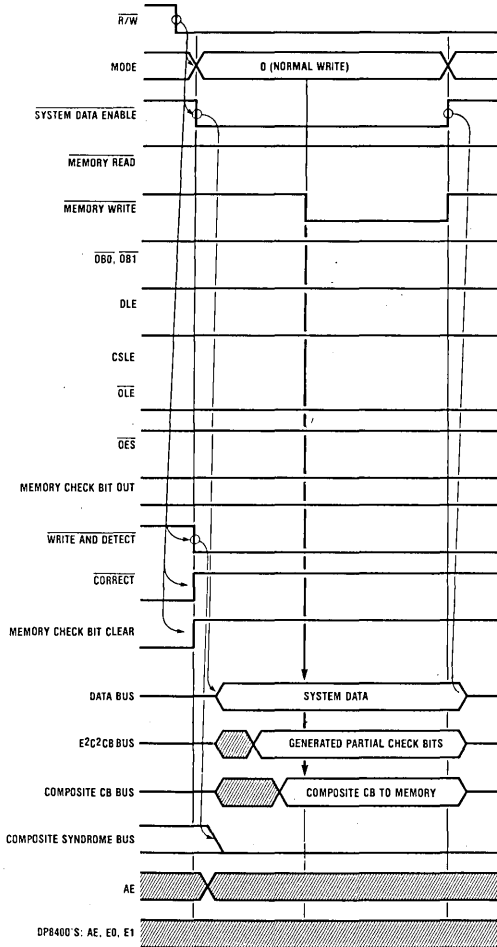 R/W
MODE
0 (NORMAL WRITE)
SYSTEM DATA ENABLE
MEMORY READ
MEMORY WRITE
OB0, OB1
DLE
CSLE
OLE
OES
MEMORY CHECK BIT OUT
WRITE AND DETECT
CORRECT
MEMORY CHECK BIT CLEAR
DATA BUS
SYSTEM DATA
E²C²CB BUS
GENERATED PARTIAL CHECK BITS
COMPOSITE CB BUS
COMPOSITE CB TO MEMORY
COMPOSITE SYNDROME BUS
AE
DP8400'S: AE, E0, E1